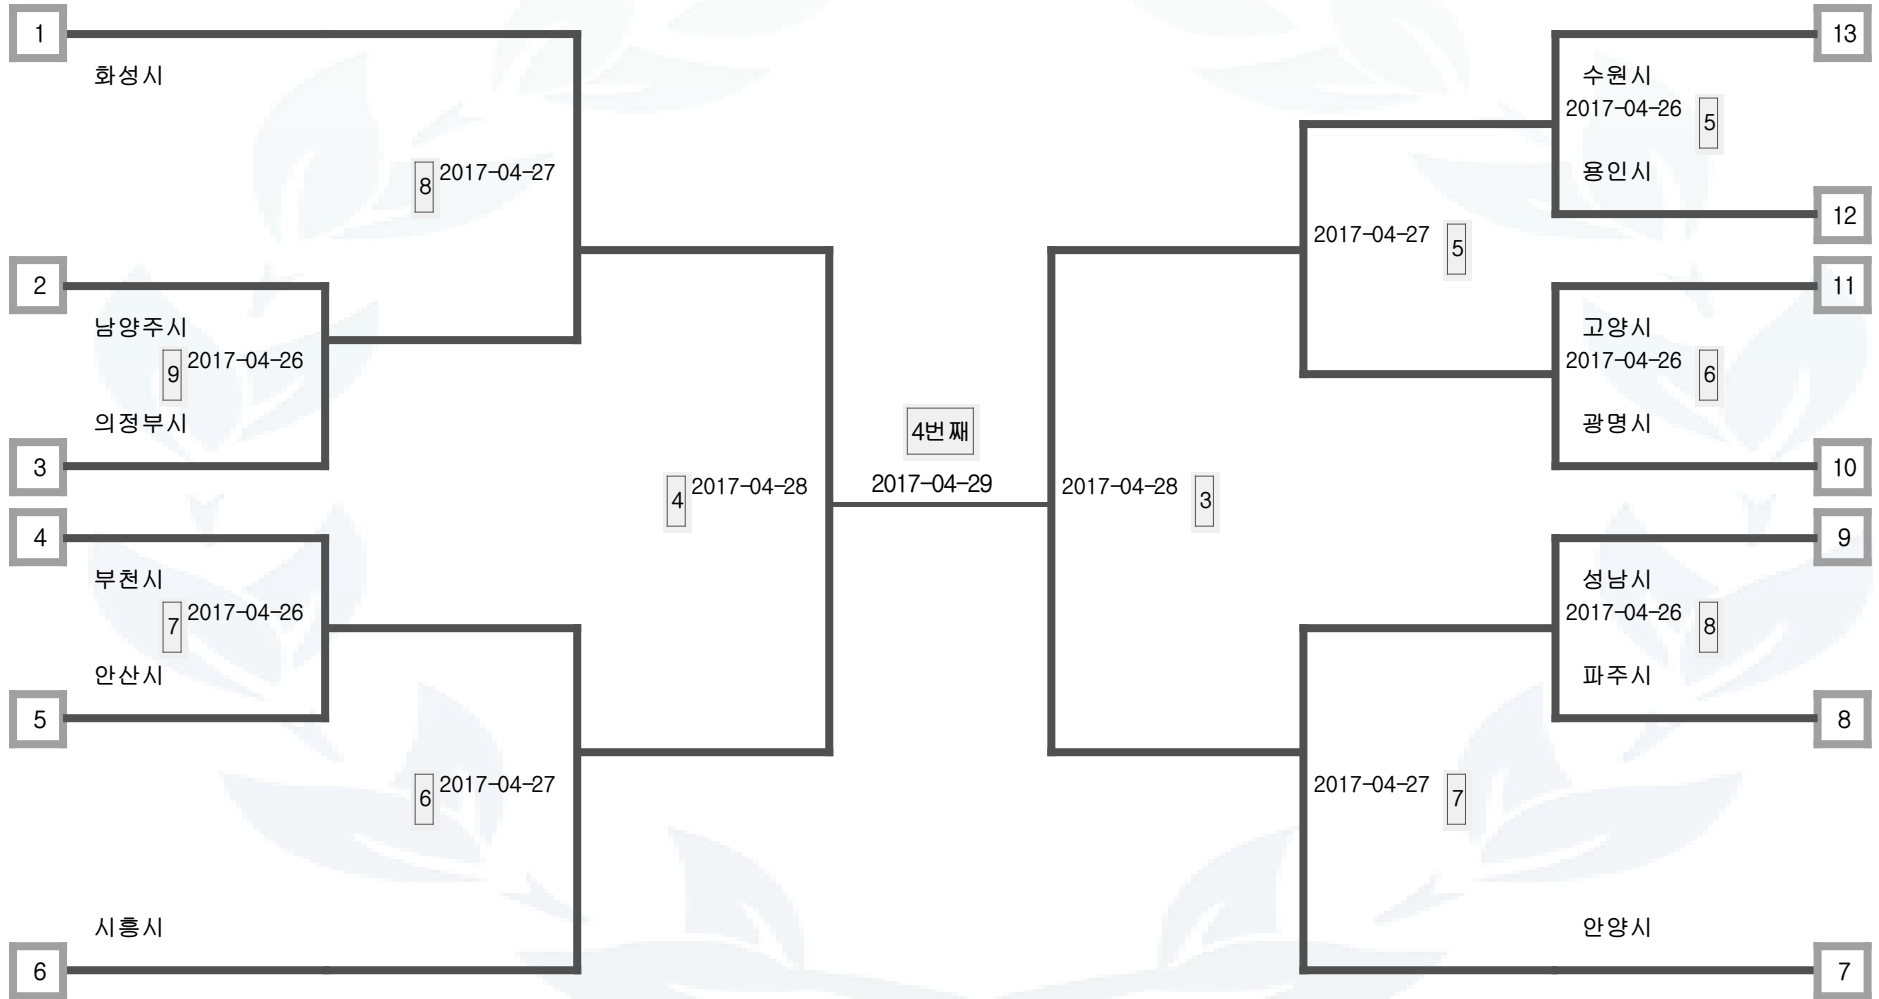 1
화성시
8 2017-04-27
2
남양주시
9 2017-04-26
의정부시
3
4
부천시
7 2017-04-26
안산시
5
6 2017-04-27
시흥시
6
4 2017-04-28
4번째
2017-04-29
2017-04-28 3
13
수원시
2017-04-26 5
용인시
12
2017-04-27 5
11
고양시
2017-04-26 6
광명시
10
9
성남시
2017-04-26 8
파주시
8
2017-04-27 7
안양시
7